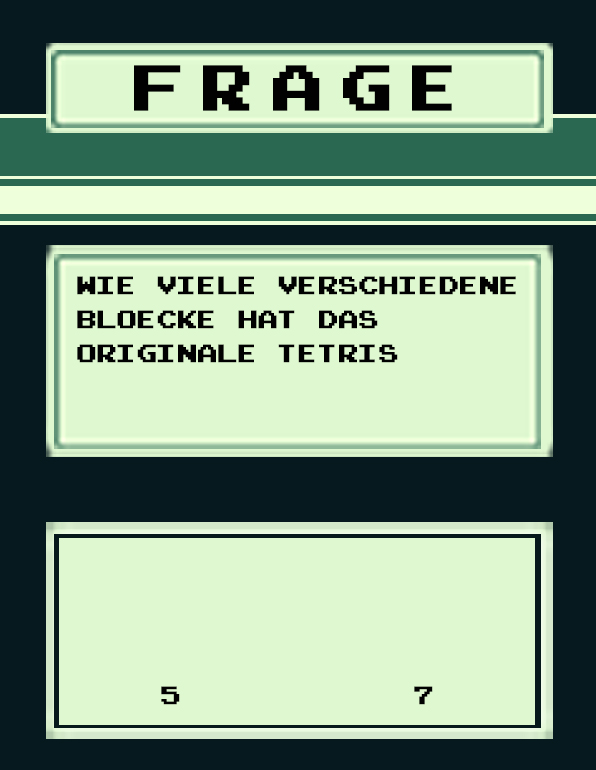 FRAGE
WIE VIELE VERSCHIEDENE
BLOECKE HAT DAS
ORIGINALE TETRIS
5 7